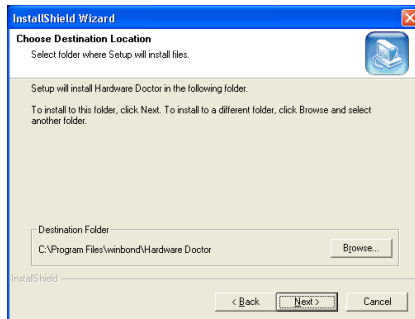 InstallShield Wizard
Choose Destination Location
Select folder where Setup will install files.
Setup will install Hardware Doctor in the following folder.
To install to this folder, click Next. To install to a different folder, click Browse and select
another folder.
Destination Folder
C:\Program Files\winbond\Hardware Doctor
Browse...
InstallShield
< Back
Next >
Cancel